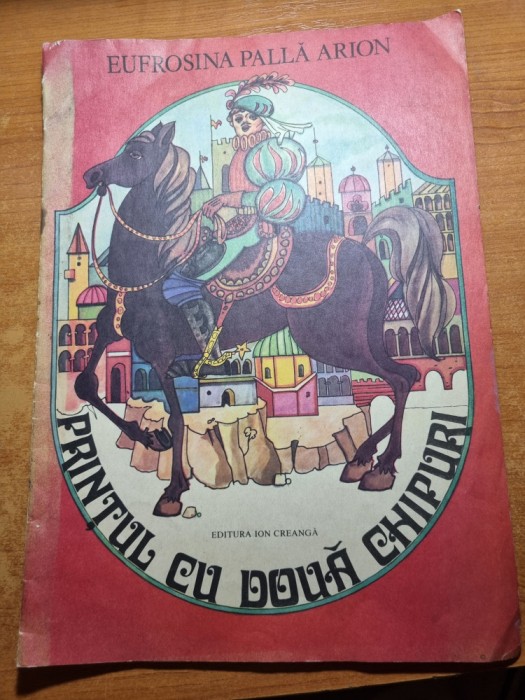 EUFROSINA PALLĂ ARION
EDITURA ION CREANGĂ
PRINȚUL CU DOUĂ CHIPURI